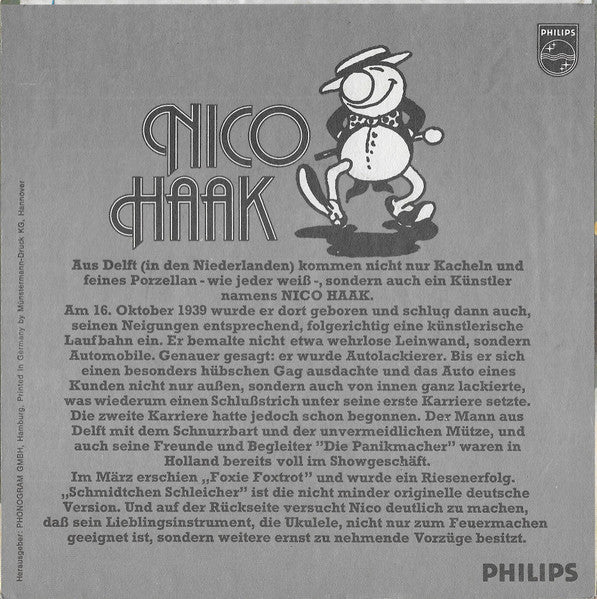 PHILIPS
NICO
HAAK
Aus Delft (in den Niederlanden) kommen nicht nur Kacheln und
feines Porzellan - wie jeder weiß -, sondern auch ein Künstler
namens NICO HAAK.
Am 16. Oktober 1939 wurde er dort geboren und schlug dann auch,
seinen Neigungen entsprechend, folgerichtig eine künstlerische
Laufbahn ein. Er bemalte nicht etwa wehrlose Leinwand, sondern
Automobile. Genauer gesagt: er wurde Autolackierer. Bis er sich
einen besonders hübschen Gag ausdachte und das Auto eines
Kunden nicht nur außen, sondern auch von innen ganz lackierte,
was wiederum einen Schlußstrich unter seine erste Karriere setzte.
Die zweite Karriere hatte jedoch schon begonnen. Der Mann aus
Delft mit dem Schnurrbart und der unvermeidlichen Mütze, und
auch seine Freunde und Begleiter "Die Panikmacher" waren in
Holland bereits voll im Showgeschäft.
Im März erschien „Foxie Foxtrot" und wurde ein Riesenerfolg.
„Schmidtchen Schleicher" ist die nicht minder originelle deutsche
Version. Und auf der Rückseite versucht Nico deutlich zu machen,
daß sein Lieblingsinstrument, die Ukulele, nicht nur zum Feuermachen
geeignet ist, sondern weitere ernst zu nehmende Vorzüge besitzt.
Herausgeber: PHONOGRAM GMBH, Hamburg. Printed in Germany by Münstermann-Druck KG, Hannover
PHILIPS